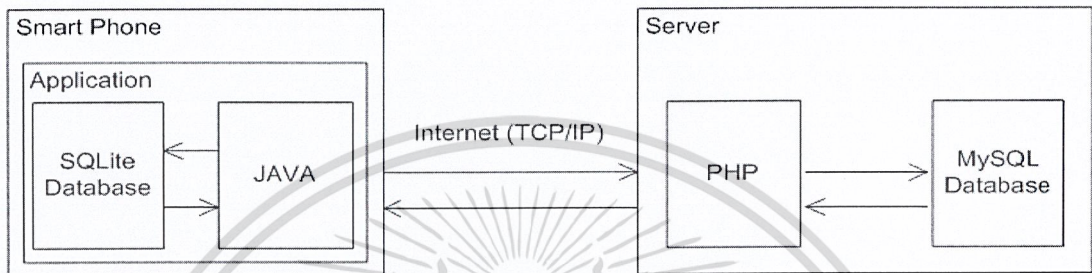 Smart Phone
Application
SQLite
Database
JAVA
Internet (TCP/IP)
Server
PHP
MySQL
Database